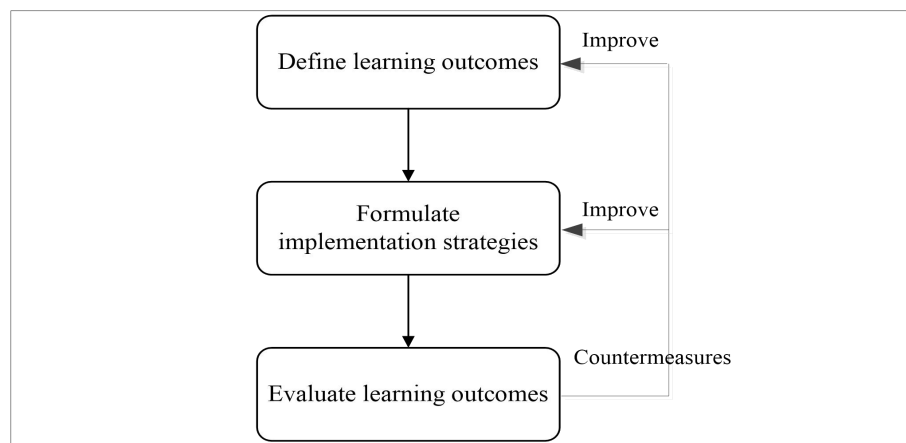 Improve
Define learning outcomes
Improve
Formulate
implementation strategies
Countermeasures
Evaluate learning outcomes